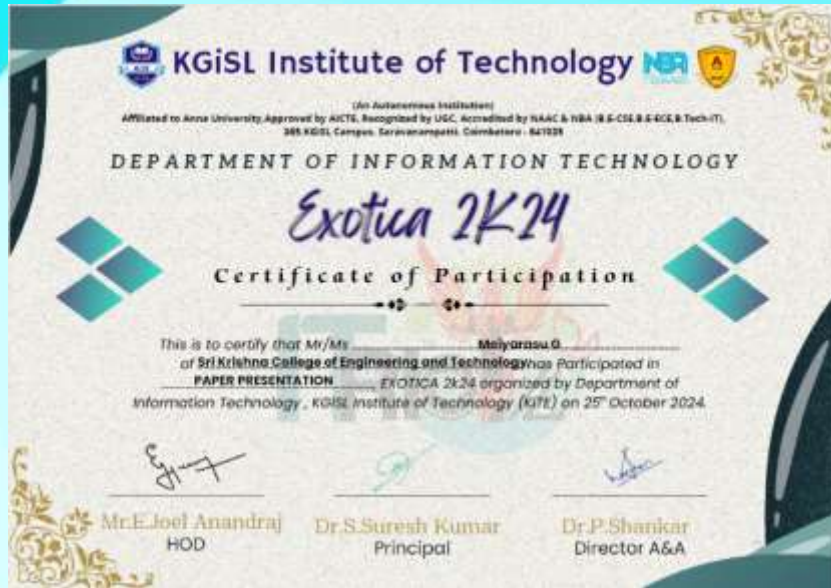 KGiSL Institute of Technology NBA
(An Autonomous Institution)
Affiliated to Anna University, Approved by AICTE, Recognized by UGC, Accredited by NAAC & NBA (B.E-CSE,B.E-ECE,B.Tech-IT),
365 KGiSL Campus, Saravanampatti, Coimbatore - 641035
DEPARTMENT OF INFORMATION TECHNOLOGY
Exotica 2K24
Certificate of Participation
This is to certify that Mr/Ms Meiyarasu G
of Sri Krishna College of Engineering and Technology has Participated in
PAPER PRESENTATION EXOTICA 2k24 organized by Department of
Information Technology , KGiSL Institute of Technology (KiTE) on 25th October 2024.
Mr.E.Joel Anandraj Dr.S.Suresh Kumar Dr.P.Shankar
HOD Principal Director A&A